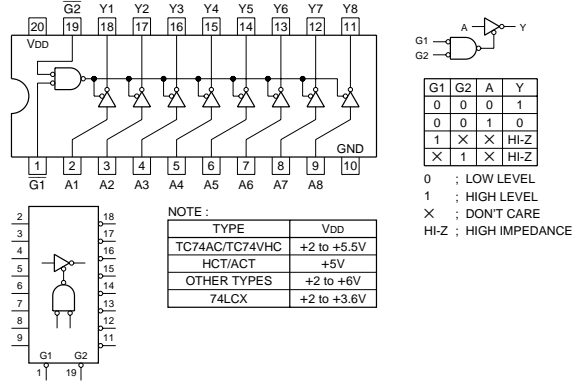 G2 Y1 Y2 Y3 Y4 Y5 Y6 Y7 Y8
20 19 18 17 16 15 14 13 12 11
VDD
GND
1 2 3 4 5 6 7 8 9 10
G1 A1 A2 A3 A4 A5 A6 A7 A8
A Y
G1
G2
G1 G2 A Y
0 0 0 1
0 0 1 0
1 × × HI-Z
× 1 × HI-Z
0 ; LOW LEVEL
1 ; HIGH LEVEL
× ; DON'T CARE
HI-Z ; HIGH IMPEDANCE
2 18
3 17
4 16
5 15
6 14
7 13
8 12
9 11
G1 G2
1 19
NOTE :
TYPE VDD
TC74AC/TC74VHC +2 to +5.5V
HCT/ACT +5V
OTHER TYPES +2 to +6V
74LCX +2 to +3.6V